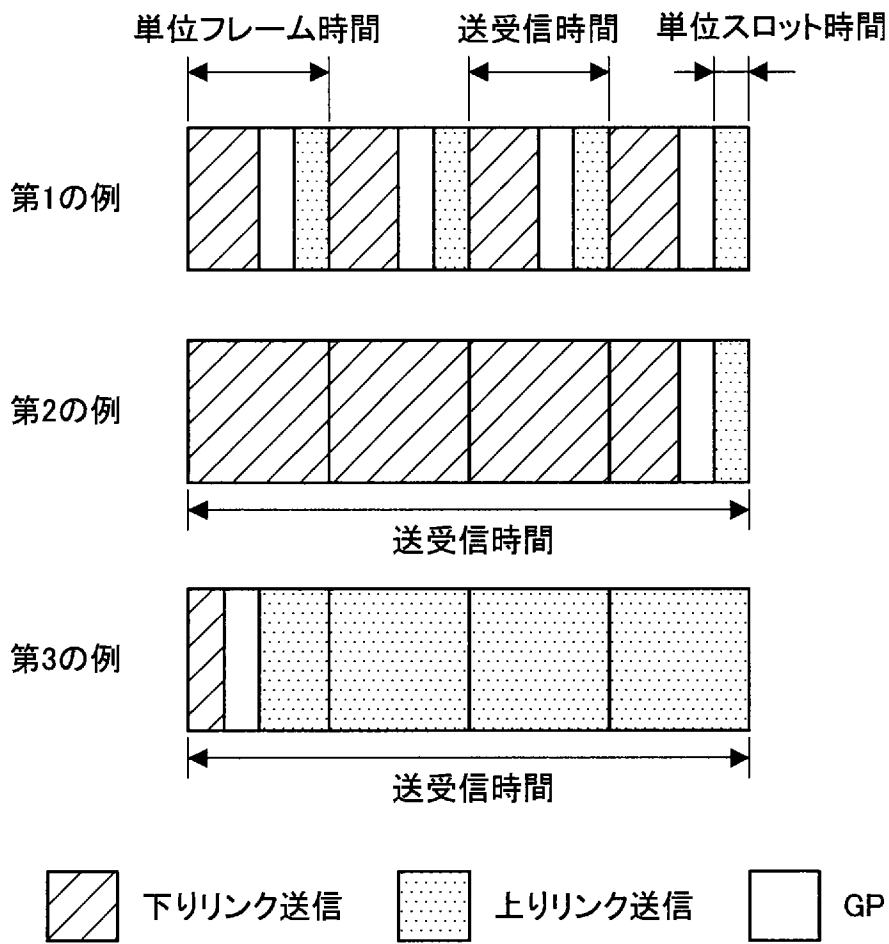 単位フレーム時間 送受信時間 単位スロット時間
第1の例
第2の例
送受信時間
第3の例
送受信時間
下りリンク送信 上りリンク送信 GP